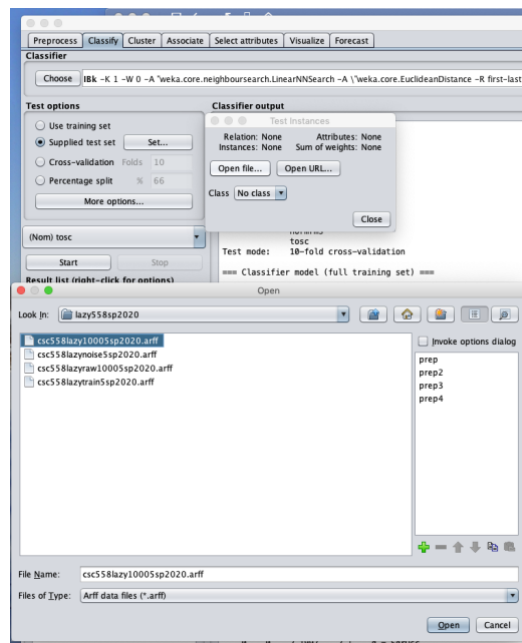 Preprocess Classify Cluster Associate Select attributes Visualize Forecast
Classifier
Choose IBk -K 1 -W 0 -A "weka.core.neighboursearch.LinearNNSearch -A \"weka.core.EuclideanDistance -R first-last
Test options
Use training set
Supplied test set Set...
Cross-validation Folds 10
Percentage split % 66
More options...
(Nom) tosc
Start Stop
Result list (right-click for options)
Classifier output
Test Instances
Relation: None Attributes: None
Instances: None Sum of weights: None
Open file... Open URL...
Class No class
Close
tosc
Test mode: 10-fold cross-validation
=== Classifier model (full training set) ===
Open
Look In: lazy558sp2020
csc558lazy10005sp2020.arff
csc558lazynoise5sp2020.arff
csc558lazyraw10005sp2020.arff
csc558lazytrain5sp2020.arff
Invoke options dialog
prep
prep2
prep3
prep4
File Name: csc558lazy10005sp2020.arff
Files of Type: Arff data files (*.arff)
Open Cancel